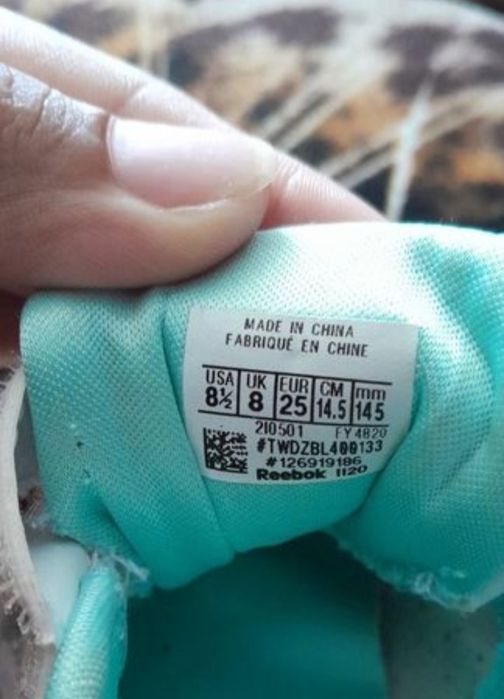 MADE IN CHINA
FABRIQUÉ EN CHINE
USA UK EUR CM mm
8½ 8 25 14.5 145
210501 FY4820
#TWDZBL400133
#126919186
Reebok 1120